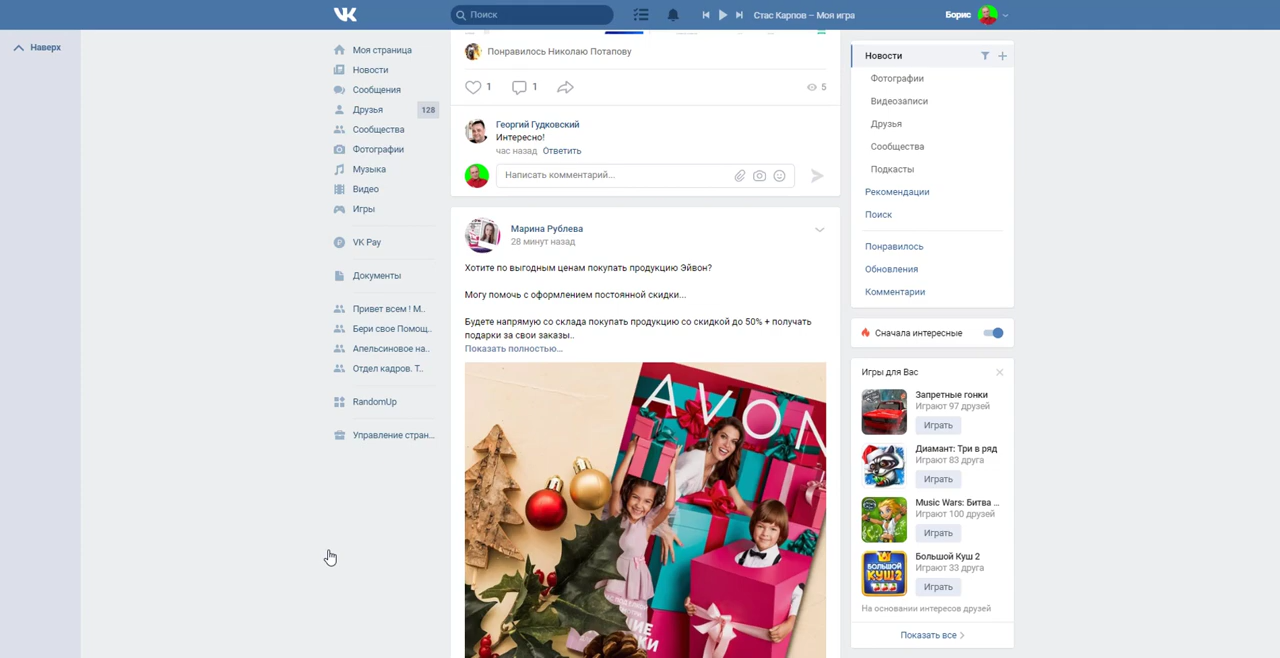 VK
Поиск
Стас Карпов – Моя игра
Борис
Наверх
Моя страница
Новости
Сообщения
Друзья
128
Сообщества
Фотографии
Музыка
Видео
Игры
VK Pay
Документы
Привет всем ! М..
Бери свое Помощ..
Апельсиновое на..
Отдел кадров. Т..
RandomUp
Управление стран...
Понравилось Николаю Потапову
1
1
5
Георгий Гудковский
Интересно!
час назад Ответить
Написать комментарий...
Марина Рублева
28 минут назад
Хотите по выгодным ценам покупать продукцию Эйвон?
Могу помочь с оформлением постоянной скидки...
Будете напрямую со склада покупать продукцию со скидкой до 50% + получать
подарки за свои заказы..
Показать полностью...
AVON
Новости
Фотографии
Видеозаписи
Друзья
Сообщества
Подкасты
Рекомендации
Поиск
Понравилось
Обновления
Комментарии
Сначала интересные
Игры для Вас
Запретные гонки
Играют 97 друзей
Играть
Диамант: Три в ряд
Играют 83 друга
Играть
Music Wars: Битва ...
Играют 100 друзей
Играть
БОЛЬШОЙ
КУШ2
Большой Куш 2
Играют 33 друга
Играть
На основании интересов друзей
Показать все